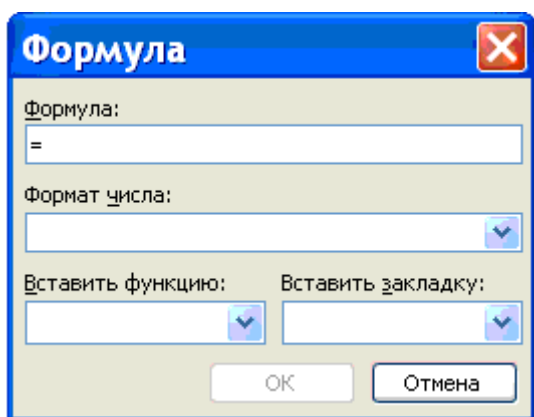 Формула
Формула:
=
Формат числа:
Вставить функцию: Вставить закладку:
ОК Отмена